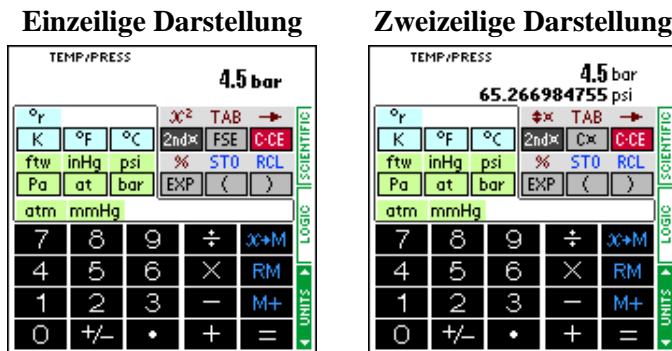 Einzeilige Darstellung
TEMP/PRESS
4.5 bar
°r x² TAB →
K °F °C 2nd× FSE C·CE
ftw inHg psi % STO RCL
Pa at bar EXP ( )
atm mmHg
7 8 9 ÷ x→M
4 5 6 × RM
1 2 3 − M+
0 +/− • + =
SCIENTIFIC
LOGIC
UNITS
Zweizeilige Darstellung
TEMP/PRESS
4.5 bar
65.266984755 psi
°r ⇕× TAB →
K °F °C 2nd× C× C·CE
ftw inHg psi % STO RCL
Pa at bar EXP ( )
atm mmHg
7 8 9 ÷ x→M
4 5 6 × RM
1 2 3 − M+
0 +/− • + =
SCIENTIFIC
LOGIC
UNITS